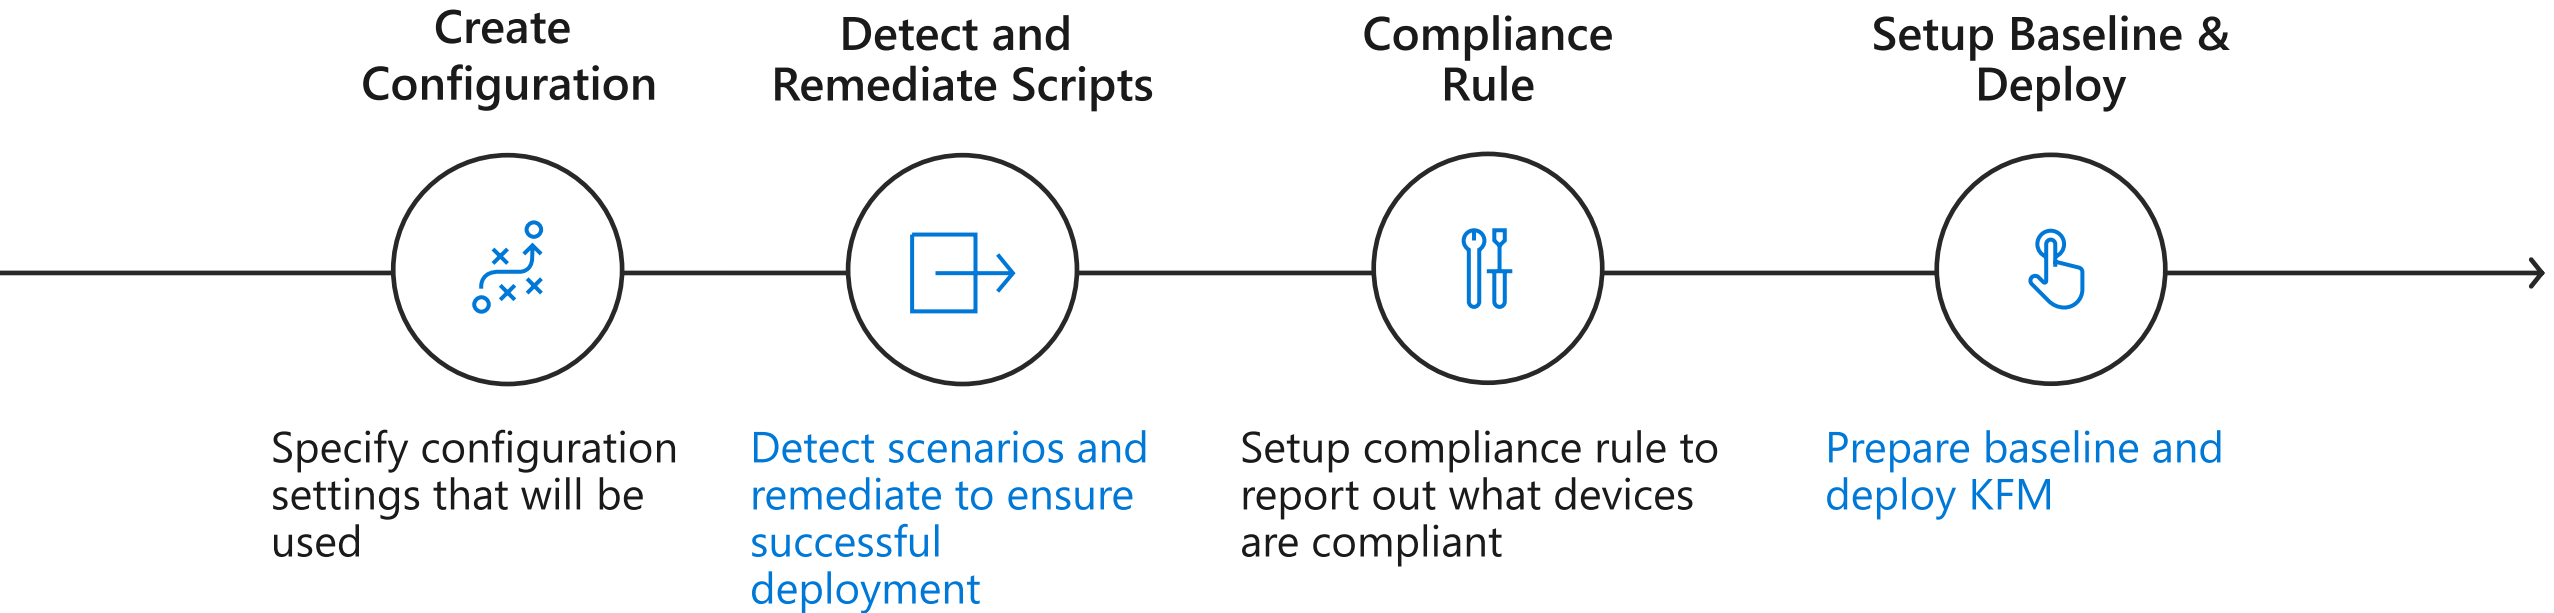 Create
Configuration
Detect and
Remediate Scripts
Compliance
Rule
Setup Baseline &
Deploy
Specify configuration
settings that will be
used
Detect scenarios and
remediate to ensure
successful
deployment
Setup compliance rule to
report out what devices
are compliant
Prepare baseline and
deploy KFM